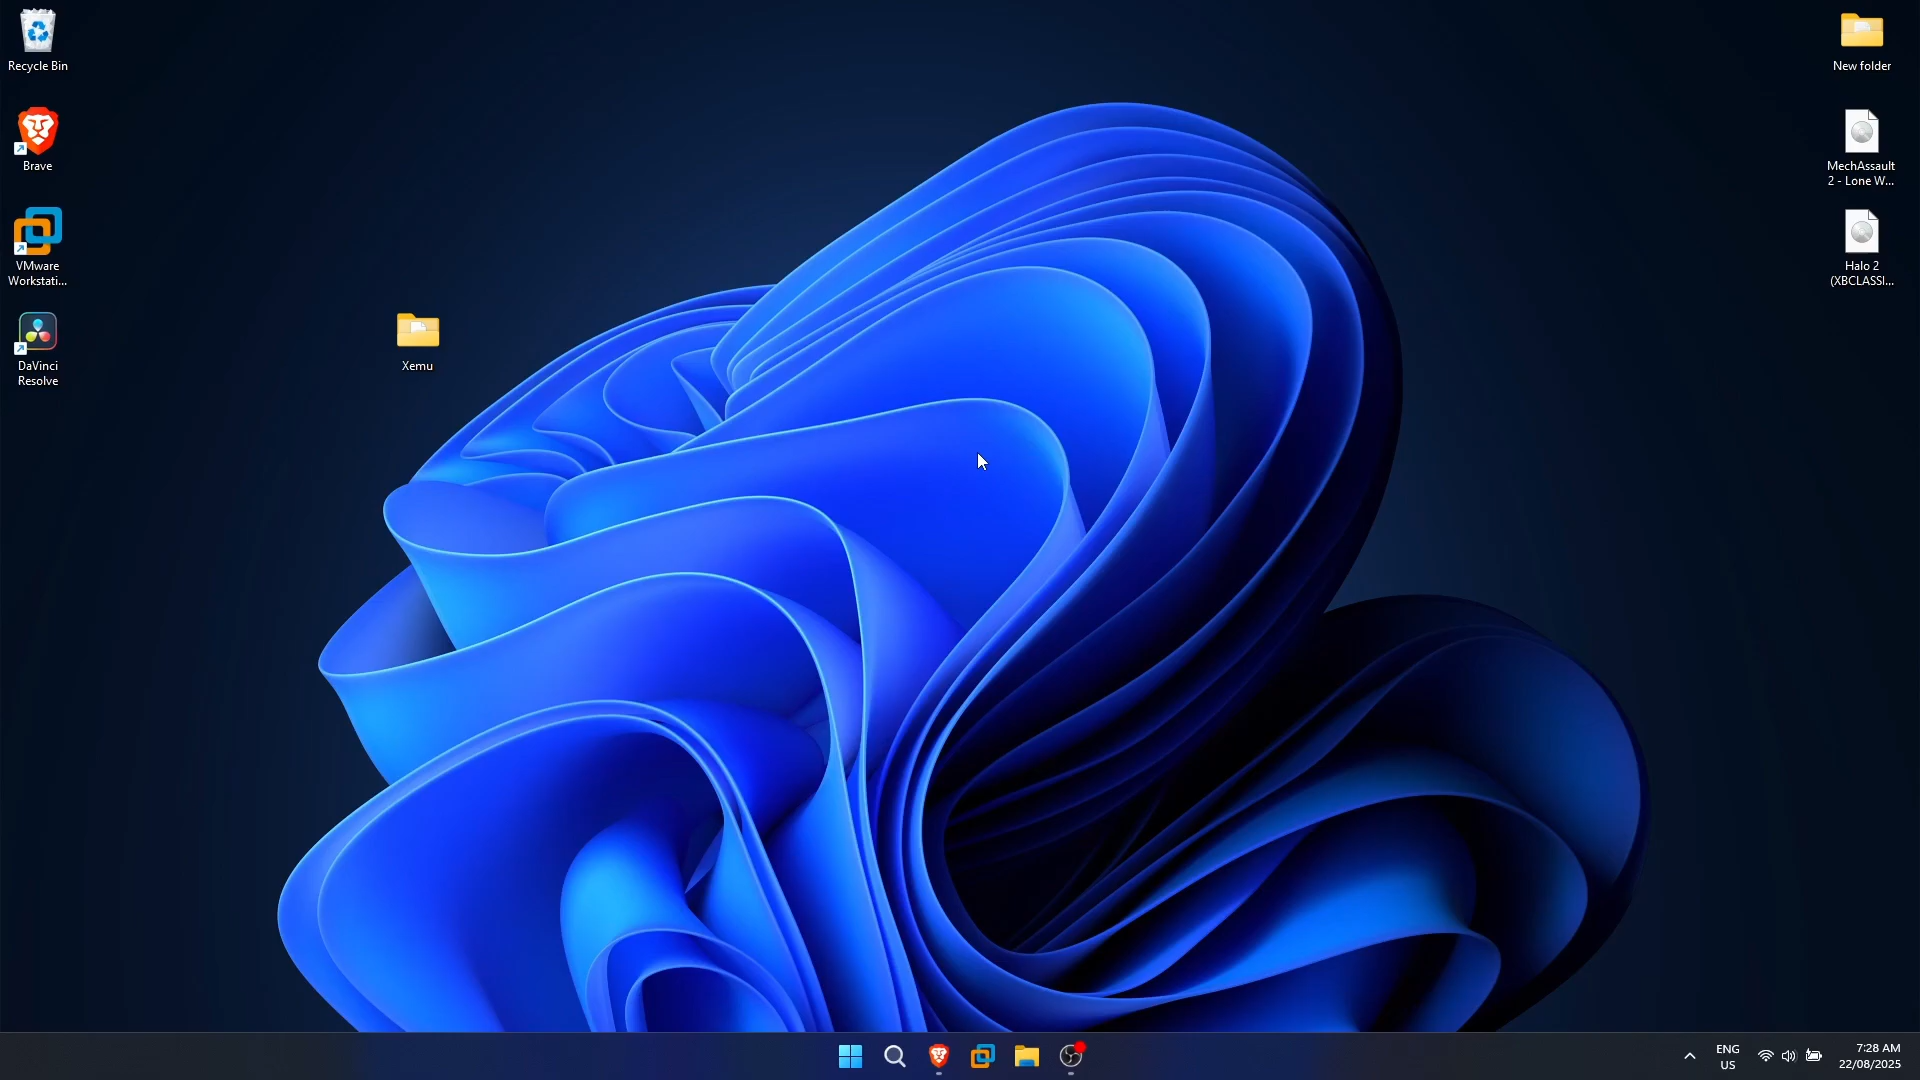 Recycle Bin
Brave
VMware
Workstati...
DaVinci
Resolve
Xemu
New folder
MechAssault
2 - Lone W...
Halo 2
(XBCLASSI...
ENG
US
7:28 AM
22/08/2025